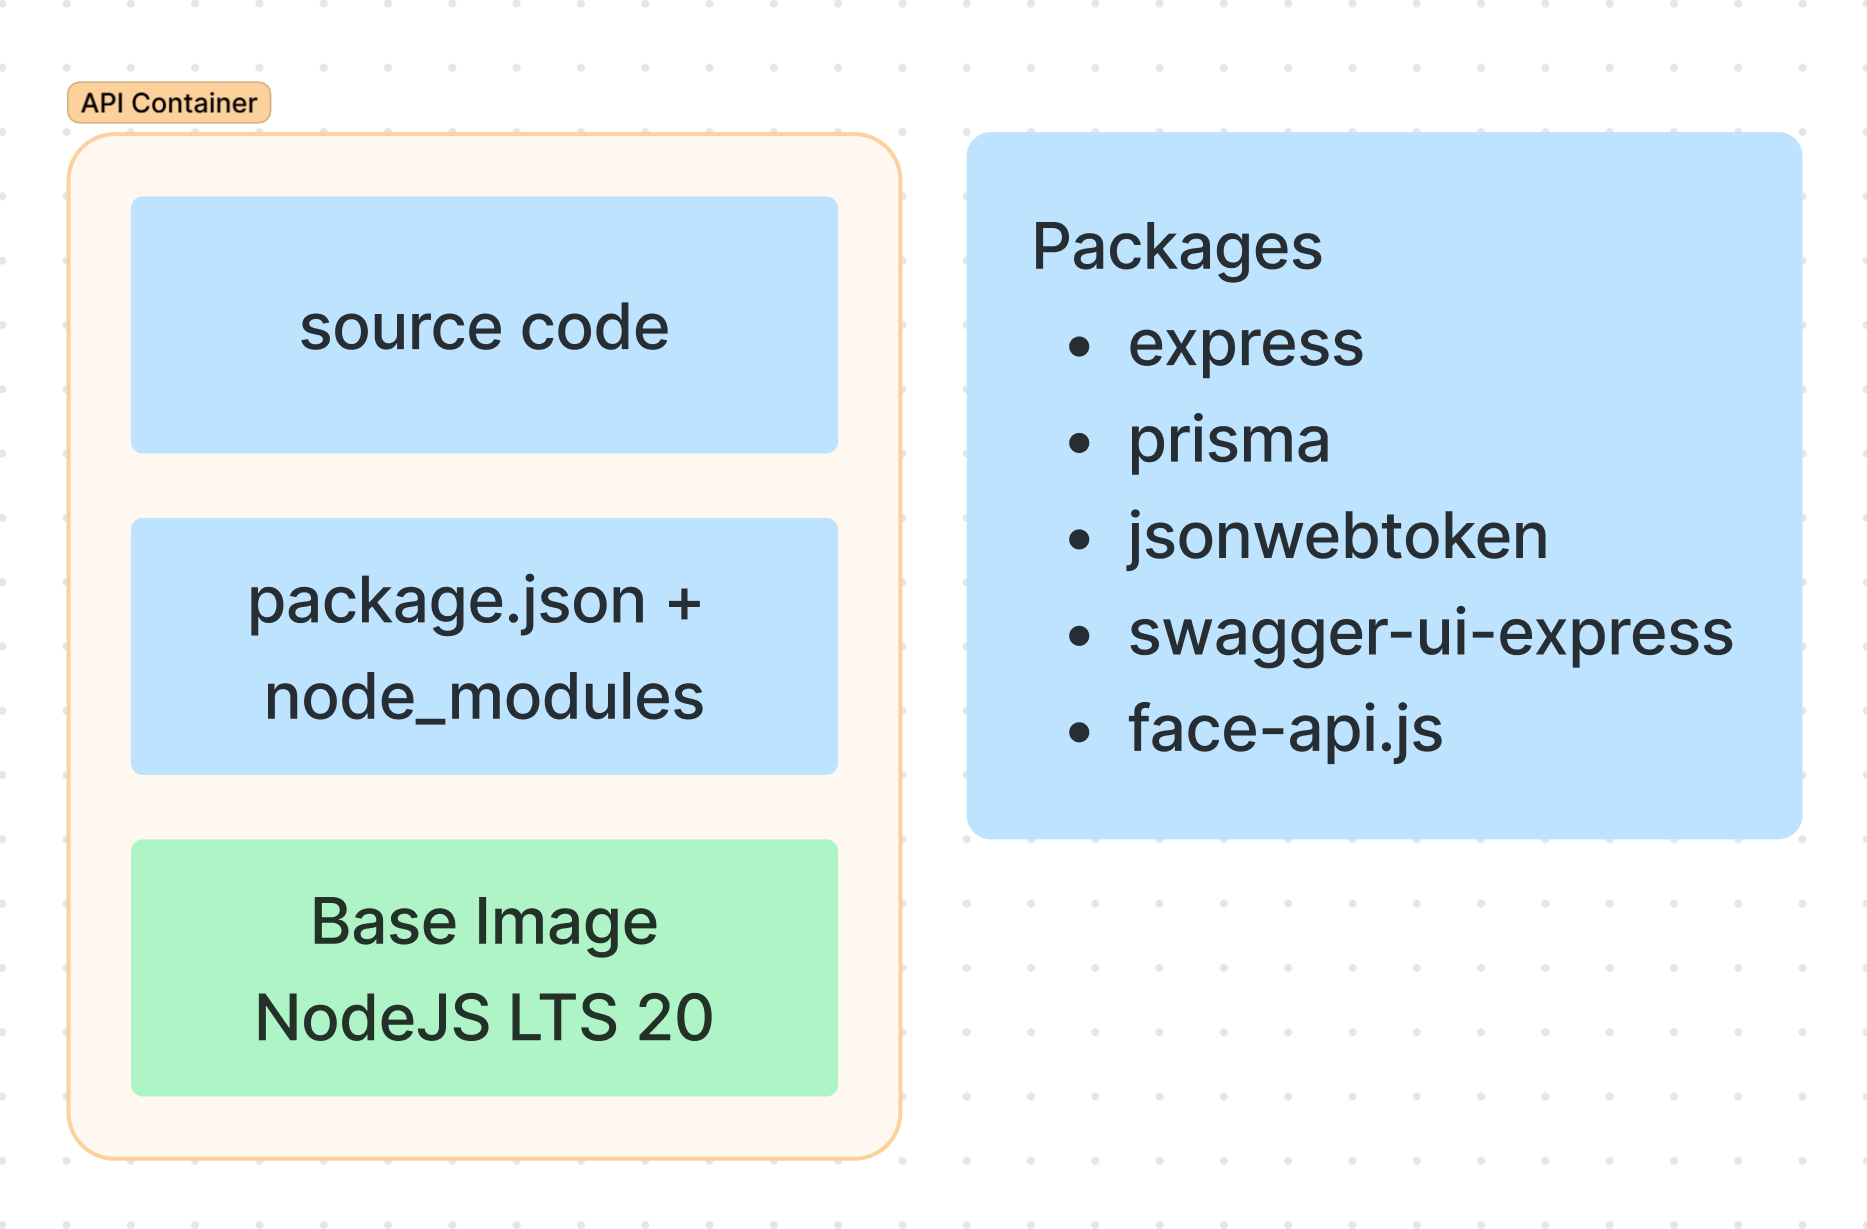 API Container
source code
package.json +
node_modules
Base Image
NodeJS LTS 20
Packages
• express
• prisma
• jsonwebtoken
• swagger-ui-express
• face-api.js